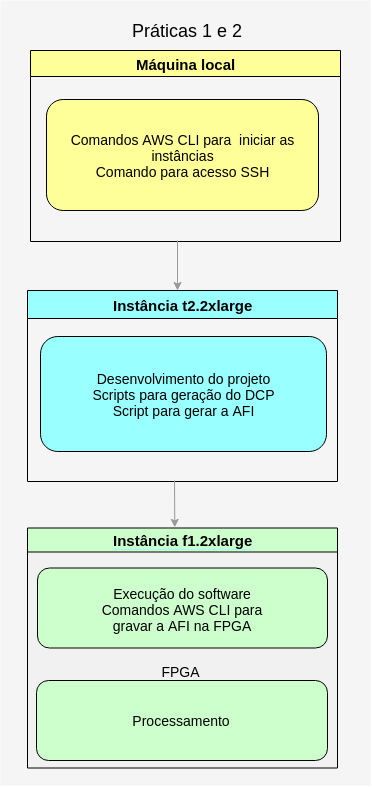 Práticas 1 e 2
Máquina local
Comandos AWS CLI para iniciar as
instâncias
Comando para acesso SSH
Instância t2.2xlarge
Desenvolvimento do projeto
Scripts para geração do DCP
Script para gerar a AFI
Instância f1.2xlarge
Execução do software
Comandos AWS CLI para
gravar a AFI na FPGA
FPGA
Processamento